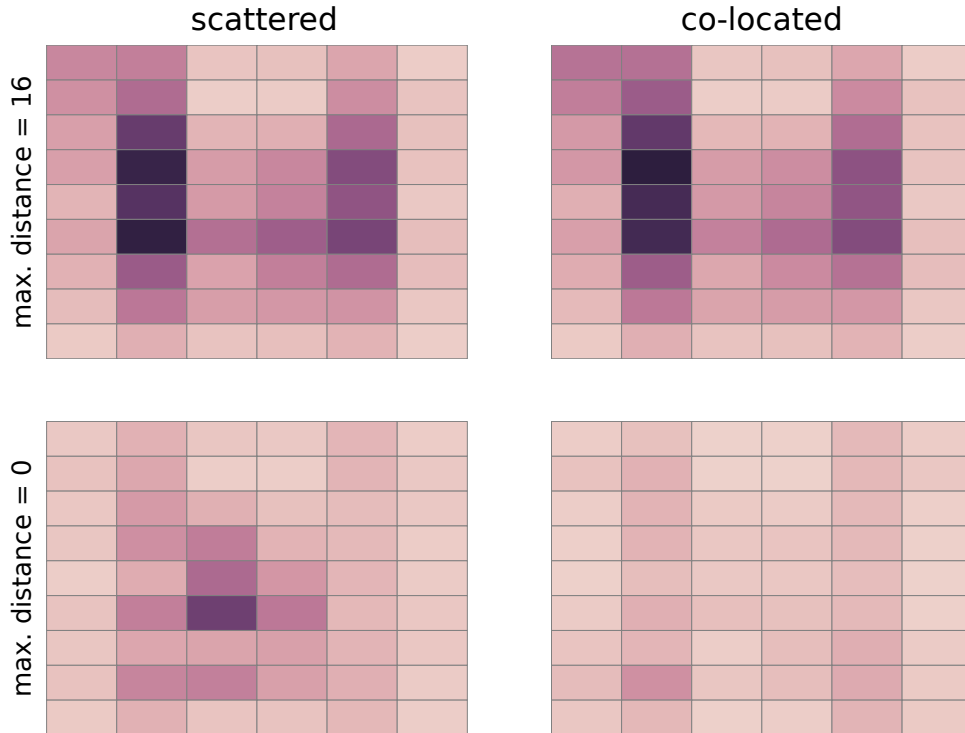 scattered
co-located
max. distance = 16
max. distance = 0